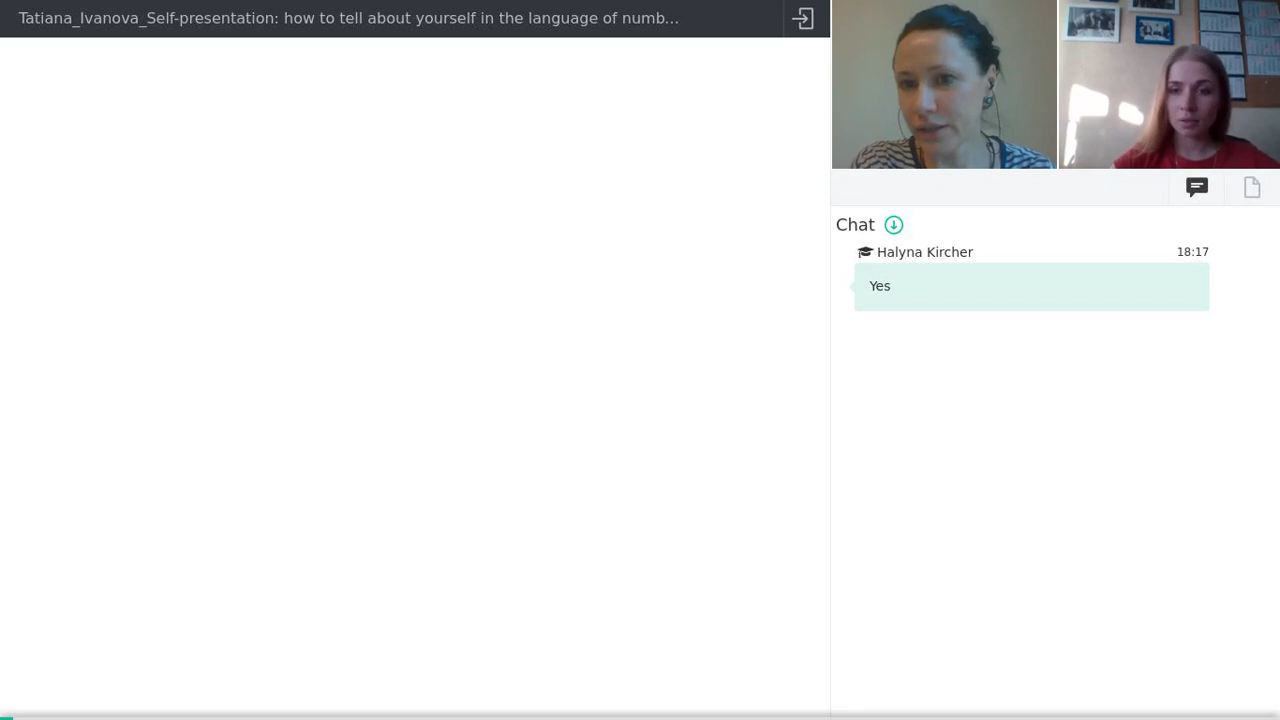 Tatiana_Ivanova_Self-presentation: how to tell about yourself in the language of numb...
Chat
Halyna Kircher 18:17
Yes